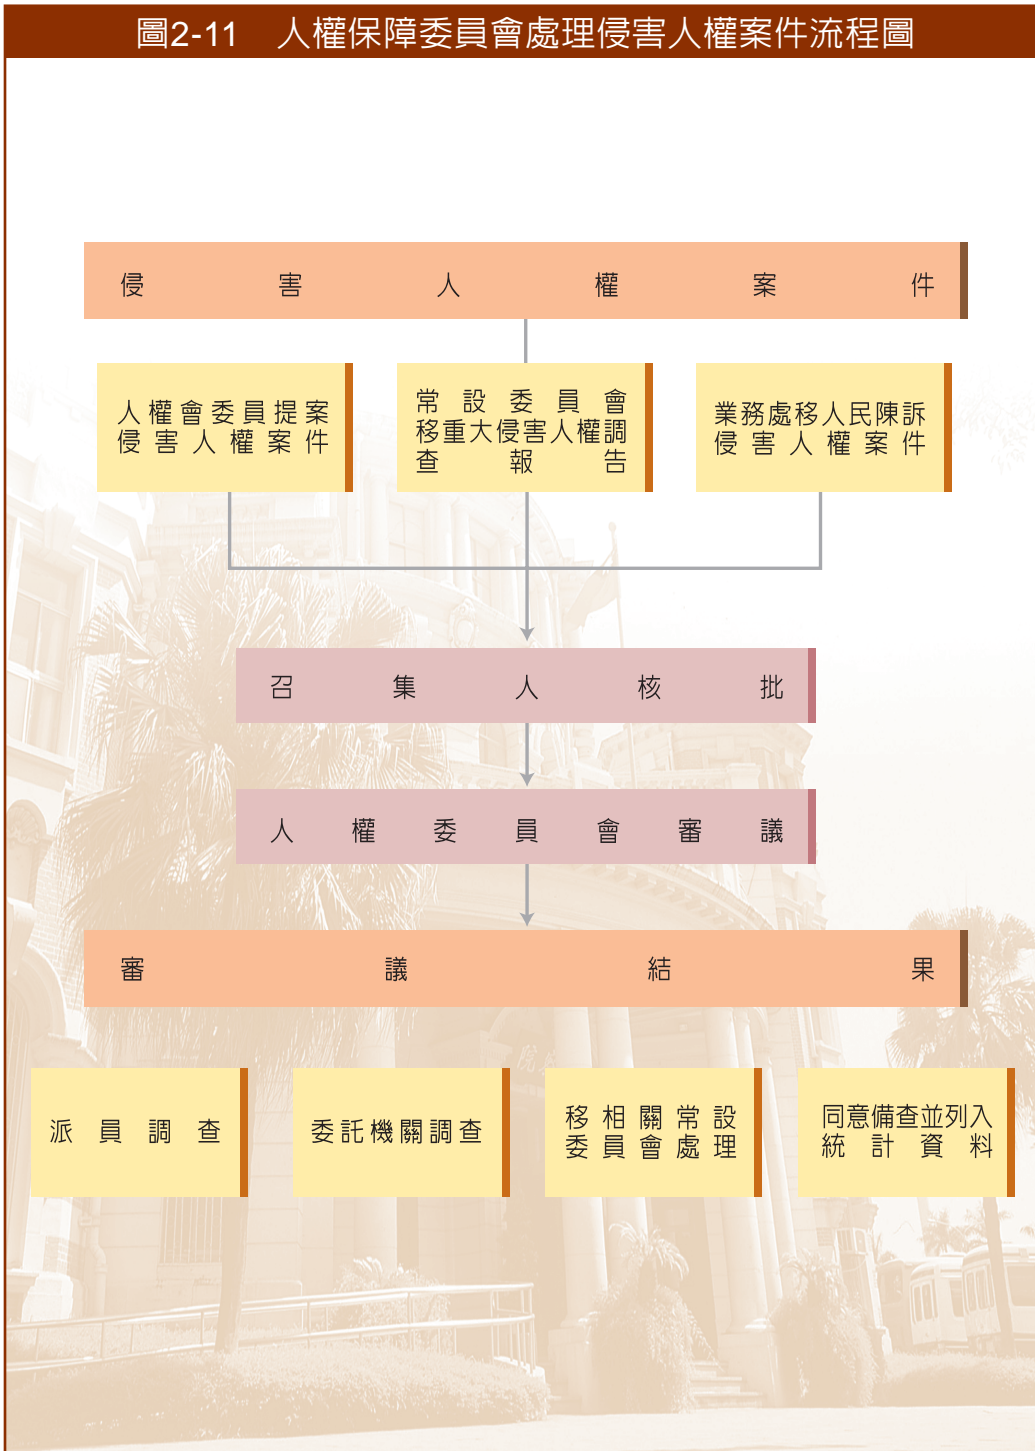 圖2-11 人權保障委員會處理侵害人權案件流程圖
侵害人權案件
人權會委員提案
侵害人權案件
常設委員會
移重大侵害人權調
查報告
業務處移人民陳訴
侵害人權案件
召集人核批
人權委員會審議
審議結果
派員調查
委託機關調查
移相關常設
委員會處理
同意備查並列入
統計資料